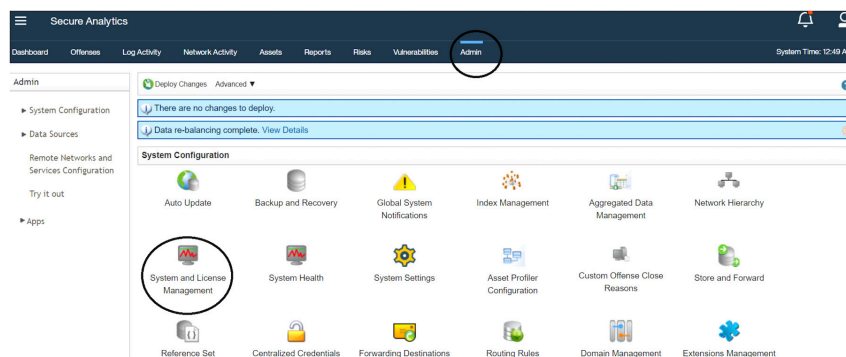 Secure Analytics
Dashboard Offenses Log Activity Network Activity Assets Reports Risks Vulnerabilities Admin System Time: 12:49 A
Admin
Deploy Changes Advanced ▼
There are no changes to deploy.
Data re-balancing complete. View Details
System Configuration
Data Sources
Remote Networks and
Services Configuration
Try it out
Apps
System Configuration
Auto Update
Backup and Recovery
Global System
Notifications
Index Management
Aggregated Data
Management
Network Hierarchy
System and License
Management
System Health
System Settings
Asset Profiler
Configuration
Custom Offense Close
Reasons
Store and Forward
Reference Set
Centralized Credentials
Forwarding Destinations
Routing Rules
Domain Management
Extensions Management